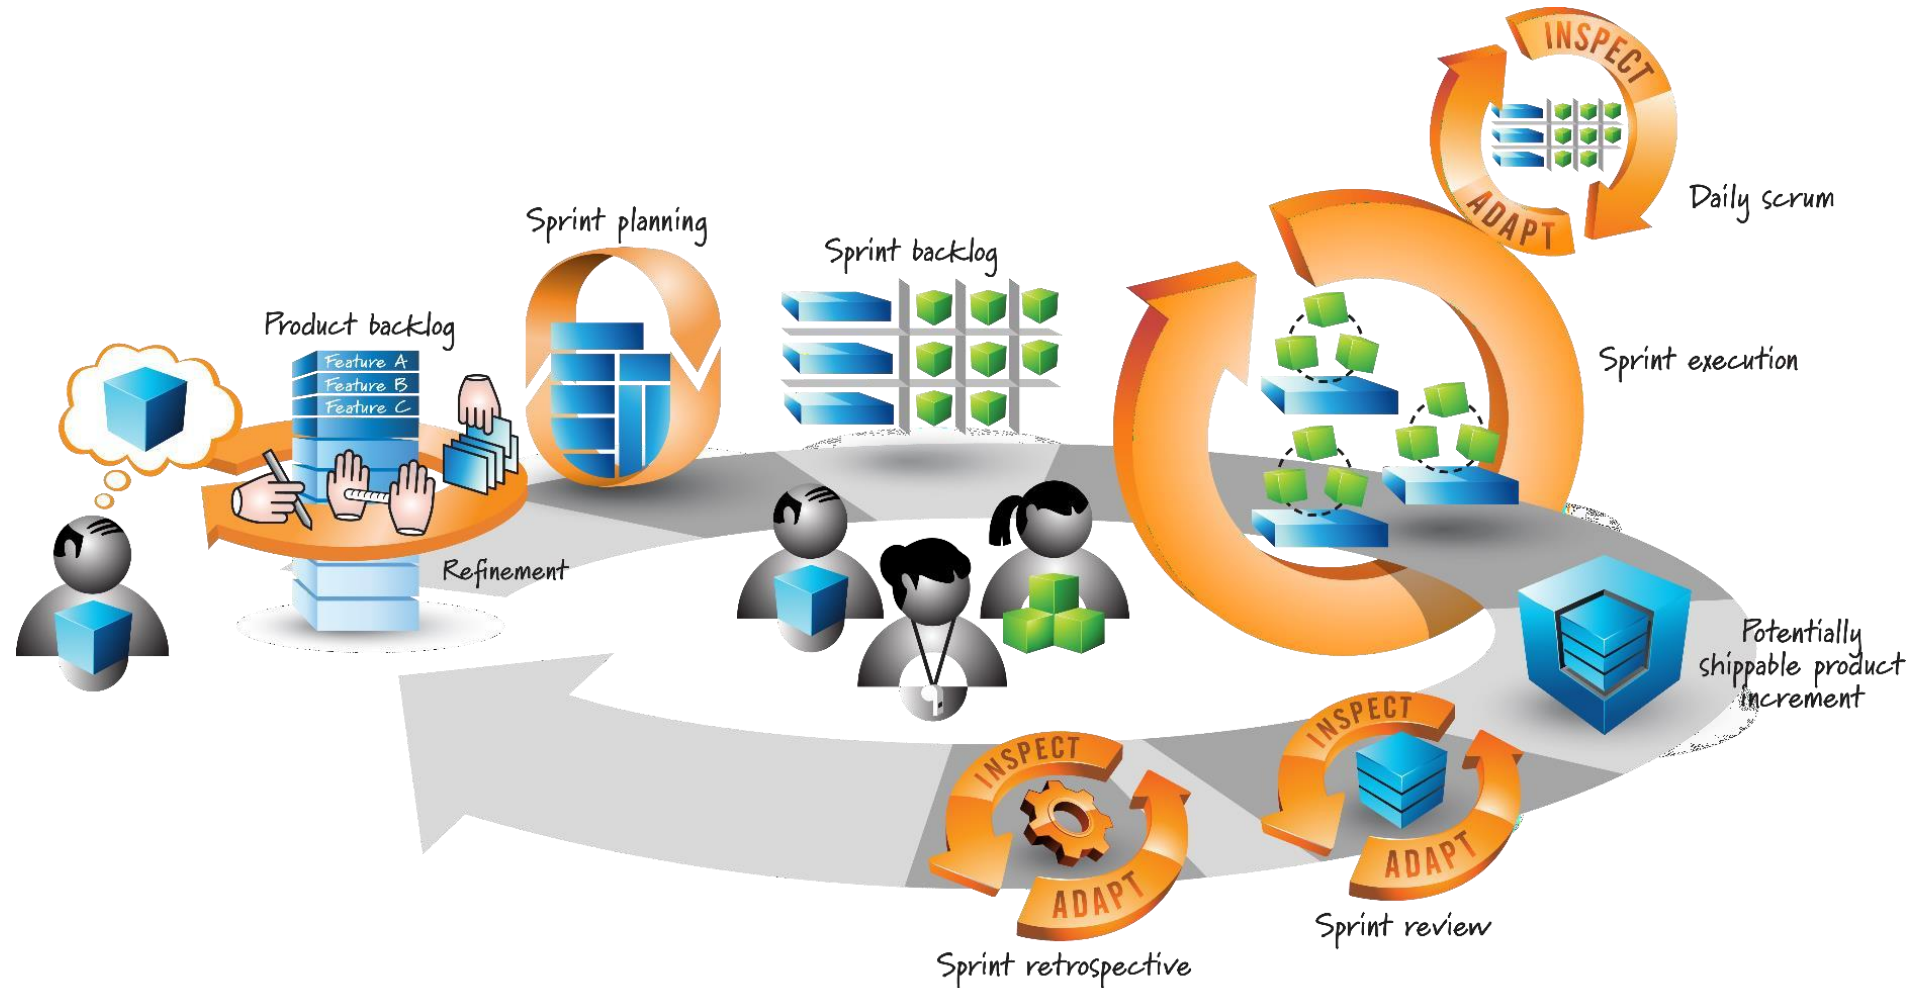 INSPECT
ADAPT
Daily scrum
Sprint planning
Sprint backlog
Product backlog
Feature A
Feature B
Feature C
Sprint execution
Refinement
Potentially
shippable product
increment
INSPECT
ADAPT
Sprint review
INSPECT
ADAPT
Sprint retrospective